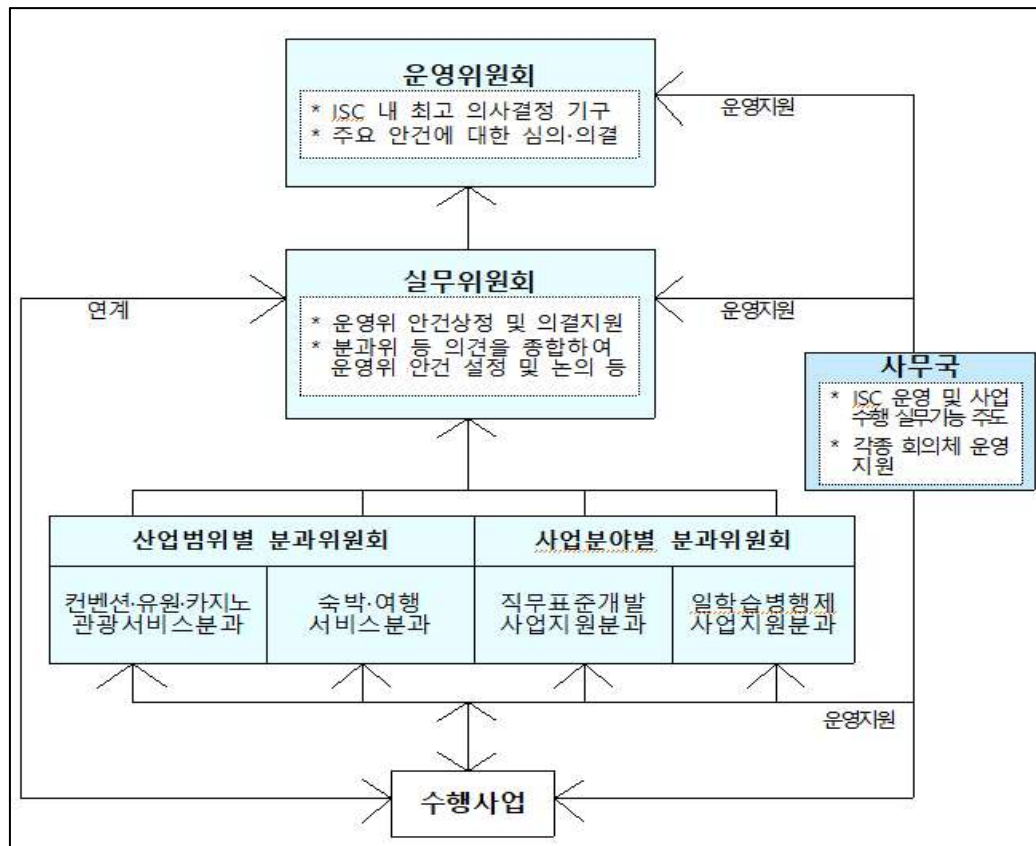 운영위원회
* JSC 내 최고 의사결정 기구
* 주요 안건에 대한 심의·의결
운영지원
실무위원회
* 운영위 안건상정 및 의결지원
* 분과위 등 의견을 종합하여
운영위 안건 설정 및 논의 등
연계
운영지원
사무국
* JSC 운영 및 사업
수행 실무기능 주도
* 각종 회의체 운영
지원
산업범위별 분과위원회
사업분야별 분과위원회
컨벤션·유원·카지노
관광서비스분과
숙박·여행
서비스분과
직무표준개발
사업지원분과
일학습병행제
사업지원분과
운영지원
수행사업